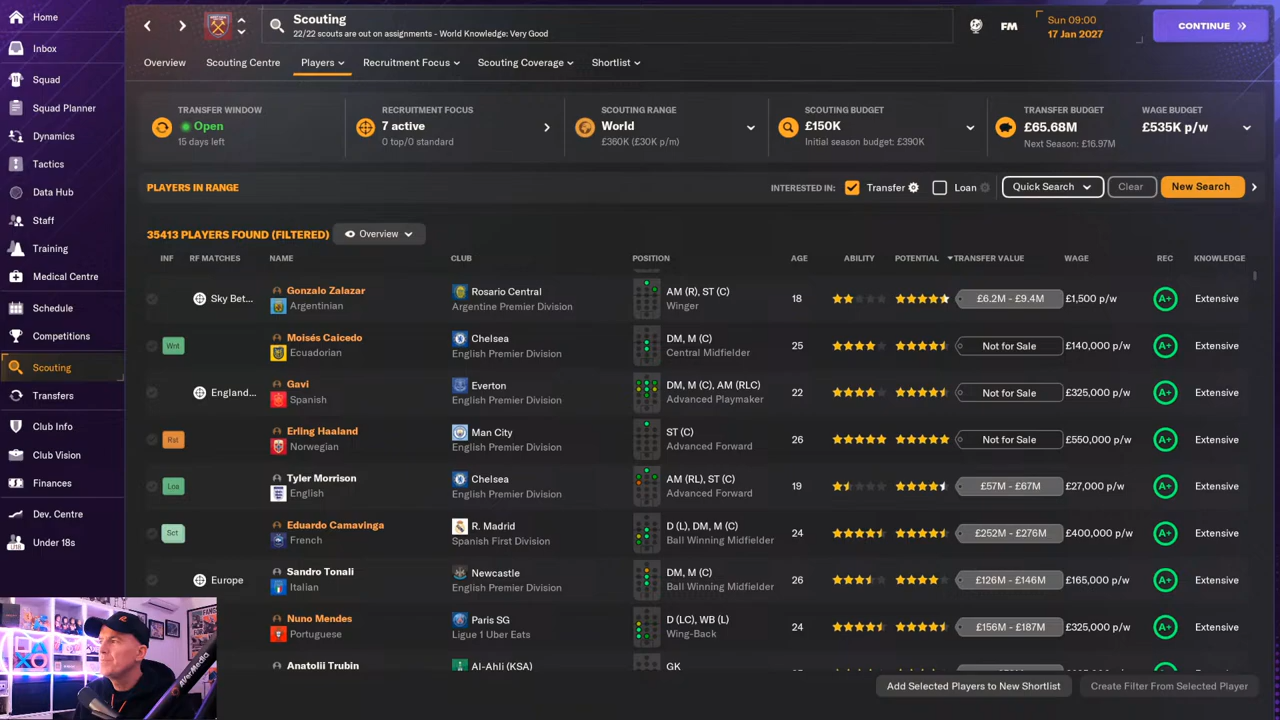 Home
Inbox
Squad
Squad Planner
Dynamics
Tactics
Data Hub
Staff
Training
Medical Centre
Schedule
Competitions
Scouting
Transfers
Club Info
Club Vision
Finances
Dev. Centre
Under 18s
Scouting
22/22 scouts are out on assignments - World Knowledge: Very Good
FM
Sun 09:00
17 Jan 2027
CONTINUE
Overview Scouting Centre Players Recruitment Focus Scouting Coverage Shortlist
TRANSFER WINDOW
Open
15 days left
RECRUITMENT FOCUS
7 active
0 top/0 standard
SCOUTING RANGE
World
£360K (£30K p/m)
SCOUTING BUDGET
£150K
Initial season budget: £390K
TRANSFER BUDGET
£65.68M
Next Season: £16.97M
WAGE BUDGET
£535K p/w
PLAYERS IN RANGE
INTERESTED IN: Transfer Loan Quick Search Clear New Search
35413 PLAYERS FOUND (FILTERED) Overview
INF RF MATCHES NAME CLUB POSITION AGE ABILITY POTENTIAL TRANSFER VALUE WAGE REC KNOWLEDGE
Sky Bet... Gonzalo Zalazar Rosario Central AM (R), ST (C) 18 £6.2M - £9.4M £1,500 p/w A+ Extensive
Argentinian Argentine Premier Division Winger
Wnt Moisés Caicedo Chelsea DM, M (C) 25 Not for Sale £140,000 p/w A+ Extensive
Ecuadorian English Premier Division Central Midfielder
England... Gavi Everton DM, M (C), AM (RLC) 22 Not for Sale £325,000 p/w A+ Extensive
Spanish English Premier Division Advanced Playmaker
Rst Erling Haaland Man City ST (C) 26 Not for Sale £550,000 p/w A+ Extensive
Norwegian English Premier Division Advanced Forward
Loa Tyler Morrison Chelsea AM (RL), ST (C) 19 £57M - £67M £27,000 p/w A+ Extensive
English English Premier Division Advanced Forward
Sct Eduardo Camavinga R. Madrid D (L), DM, M (C) 24 £252M - £276M £400,000 p/w A+ Extensive
French Spanish First Division Ball Winning Midfielder
Europe Sandro Tonali Newcastle DM, M (C) 26 £126M - £146M £165,000 p/w A+ Extensive
Italian English Premier Division Ball Winning Midfielder
Nuno Mendes Paris SG D (LC), WB (L) 24 £156M - £187M £325,000 p/w A+ Extensive
Portuguese Ligue 1 Uber Eats Wing-Back
Anatolii Trubin Al-Ahli (KSA) GK
Add Selected Players to New Shortlist Create Filter From Selected Player